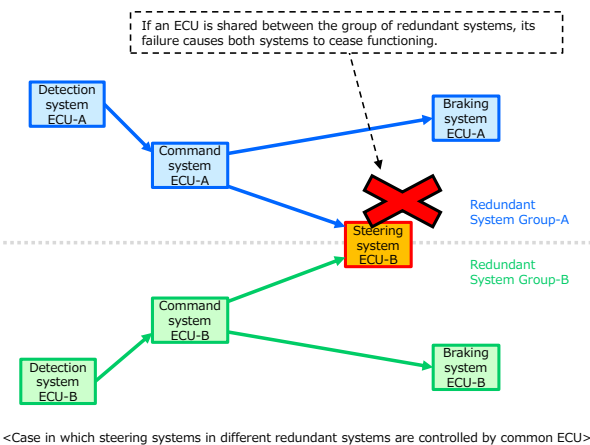 If an ECU is shared between the group of redundant systems, its
failure causes both systems to cease functioning.
Detection
system
ECU-A
Command
system
ECU-A
Braking
system
ECU-A
Redundant
System Group-A
Steering
system
ECU-B
Redundant
System Group-B
Command
system
ECU-B
Detection
system
ECU-B
Braking
system
ECU-B
<Case in which steering systems in different redundant systems are controlled by common ECU>